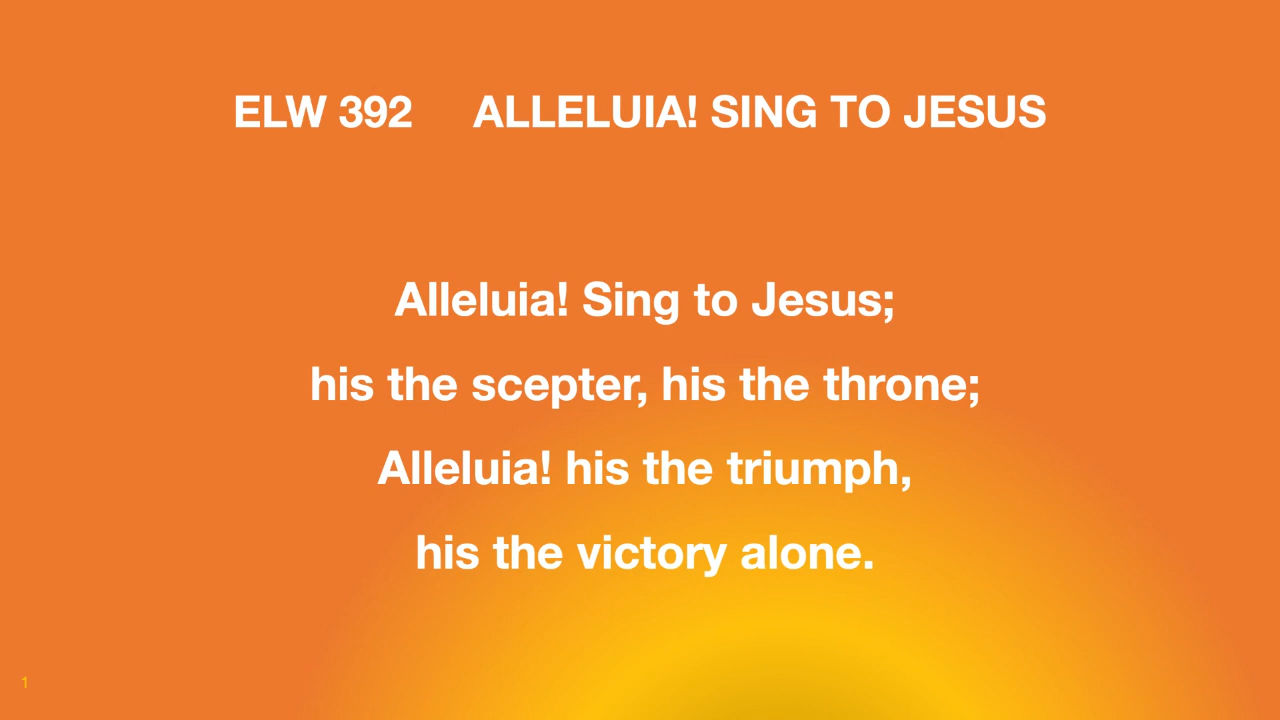 ELW 392 ALLELUIA! SING TO JESUS
Alleluia! Sing to Jesus;
his the scepter, his the throne;
Alleluia! his the triumph,
his the victory alone.
1